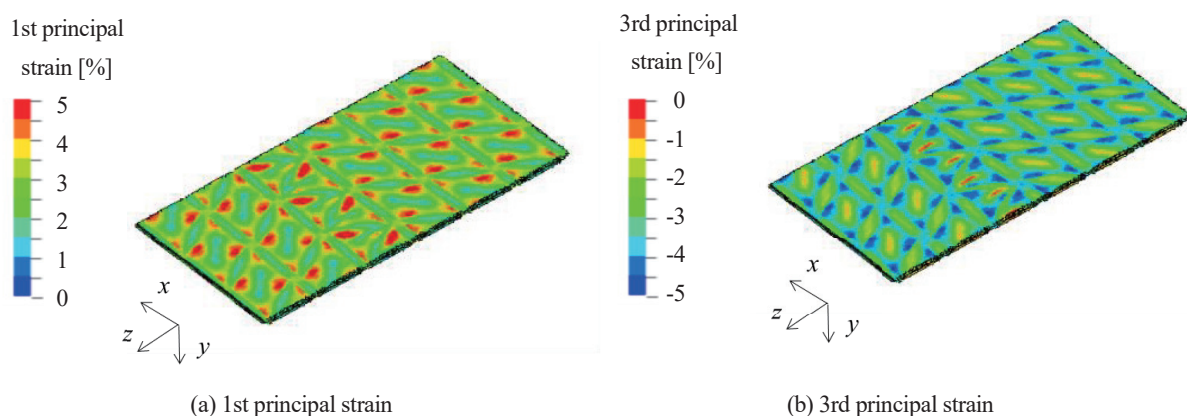 1st principal
strain [%]
5
4
3
2
1
0
x
z
y
(a) 1st principal strain
3rd principal
strain [%]
0
-1
-2
-3
-4
-5
x
z
y
(b) 3rd principal strain